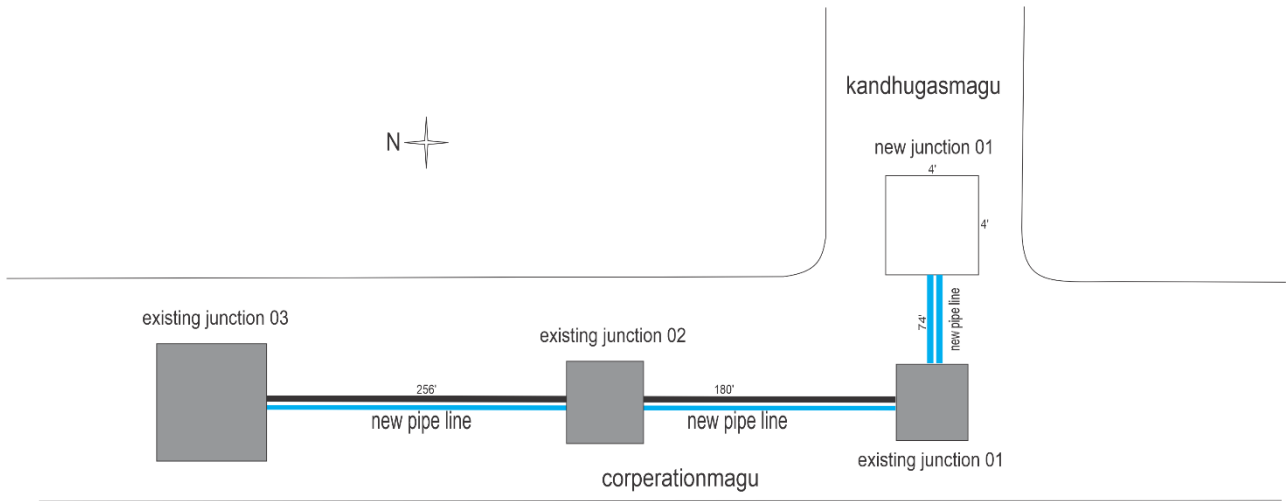 kandhugasmagu
N
new junction 01
4'
4'
existing junction 03
existing junction 02
74'
new pipe line
256'
180'
new pipe line
new pipe line
existing junction 01
corperationmagu